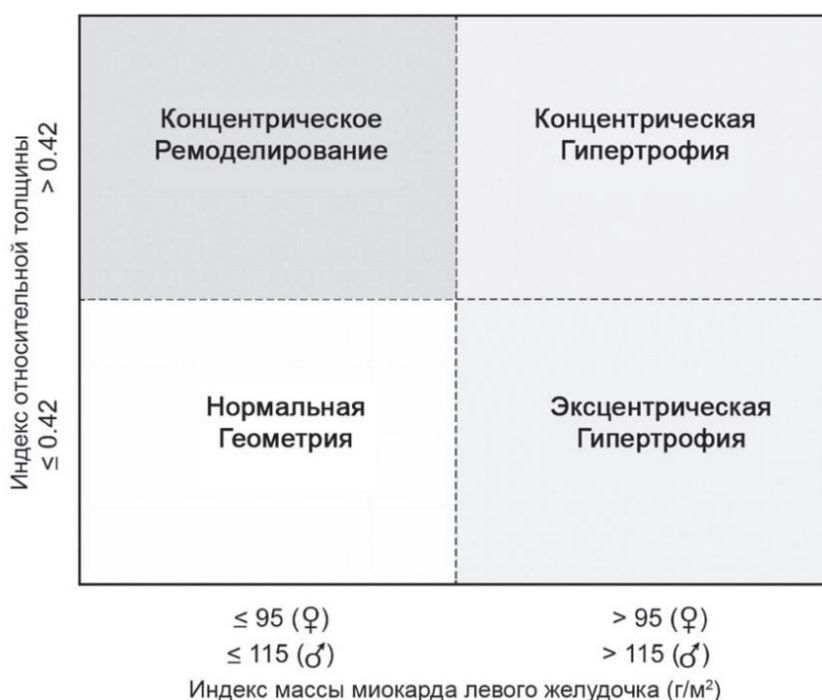 Концентрическое
Ремоделирование
Концентрическая
Гипертрофия
Индекс относительной толщины
> 0.42
≤ 0.42
Нормальная
Геометрия
Эксцентрическая
Гипертрофия
≤ 95 (♀)
≤ 115 (♂)
> 95 (♀)
> 115 (♂)
Индекс массы миокарда левого желудочка (г/м²)